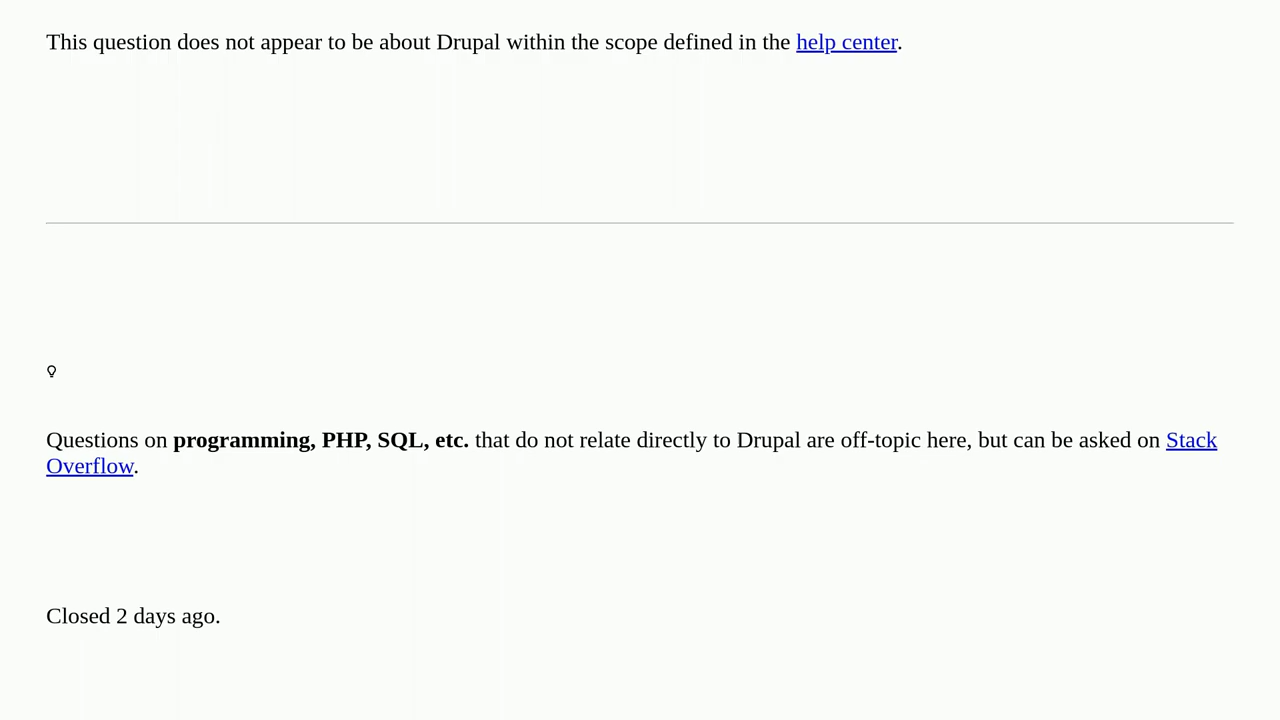 This question does not appear to be about Drupal within the scope defined in the help center.
Questions on programming, PHP, SQL, etc. that do not relate directly to Drupal are off-topic here, but can be asked on Stack
Overflow.
Closed 2 days ago.